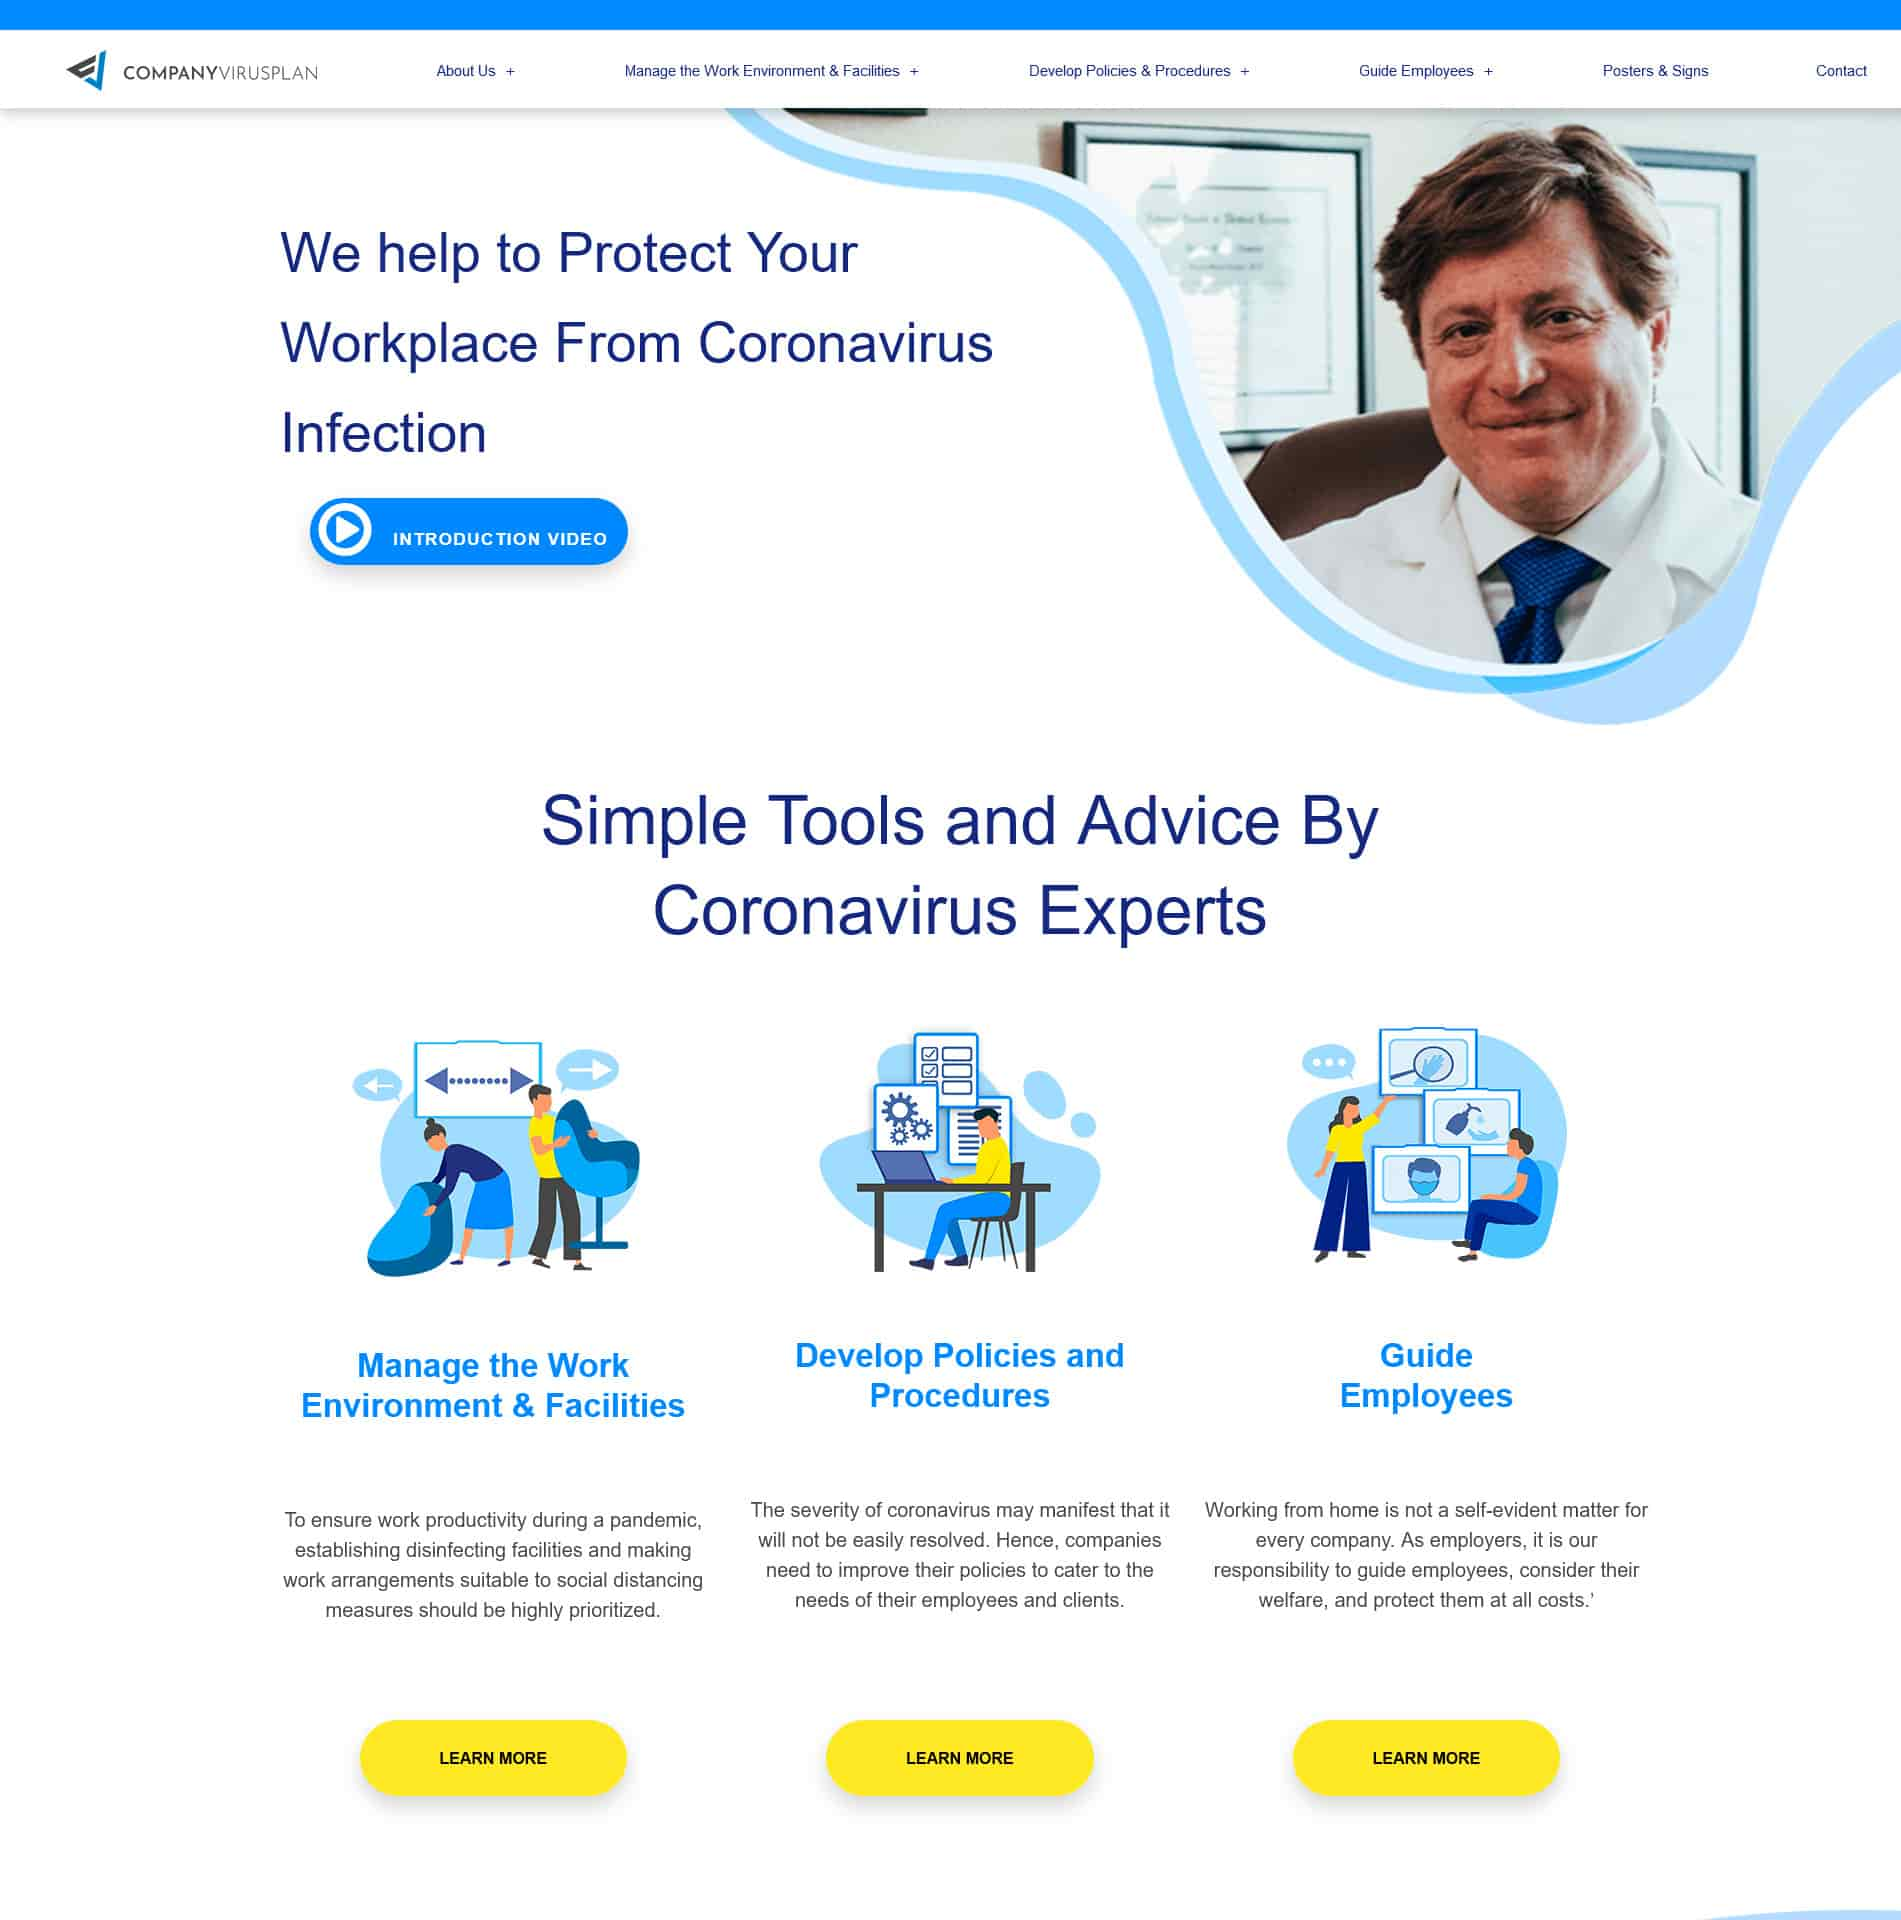 COMPANYVIRUSPLAN
About Us +
Manage the Work Environment & Facilities +
Develop Policies & Procedures +
Guide Employees +
Posters & Signs
Contact
We help to Protect Your
Workplace From Coronavirus
Infection
INTRODUCTION VIDEO
Simple Tools and Advice By
Coronavirus Experts
Manage the Work
Environment & Facilities
To ensure work productivity during a pandemic,
establishing disinfecting facilities and making
work arrangements suitable to social distancing
measures should be highly prioritized.
LEARN MORE
Develop Policies and
Procedures
The severity of coronavirus may manifest that it
will not be easily resolved. Hence, companies
need to improve their policies to cater to the
needs of their employees and clients.
LEARN MORE
Guide
Employees
Working from home is not a self-evident matter for
every company. As employers, it is our
responsibility to guide employees, consider their
welfare, and protect them at all costs.’
LEARN MORE